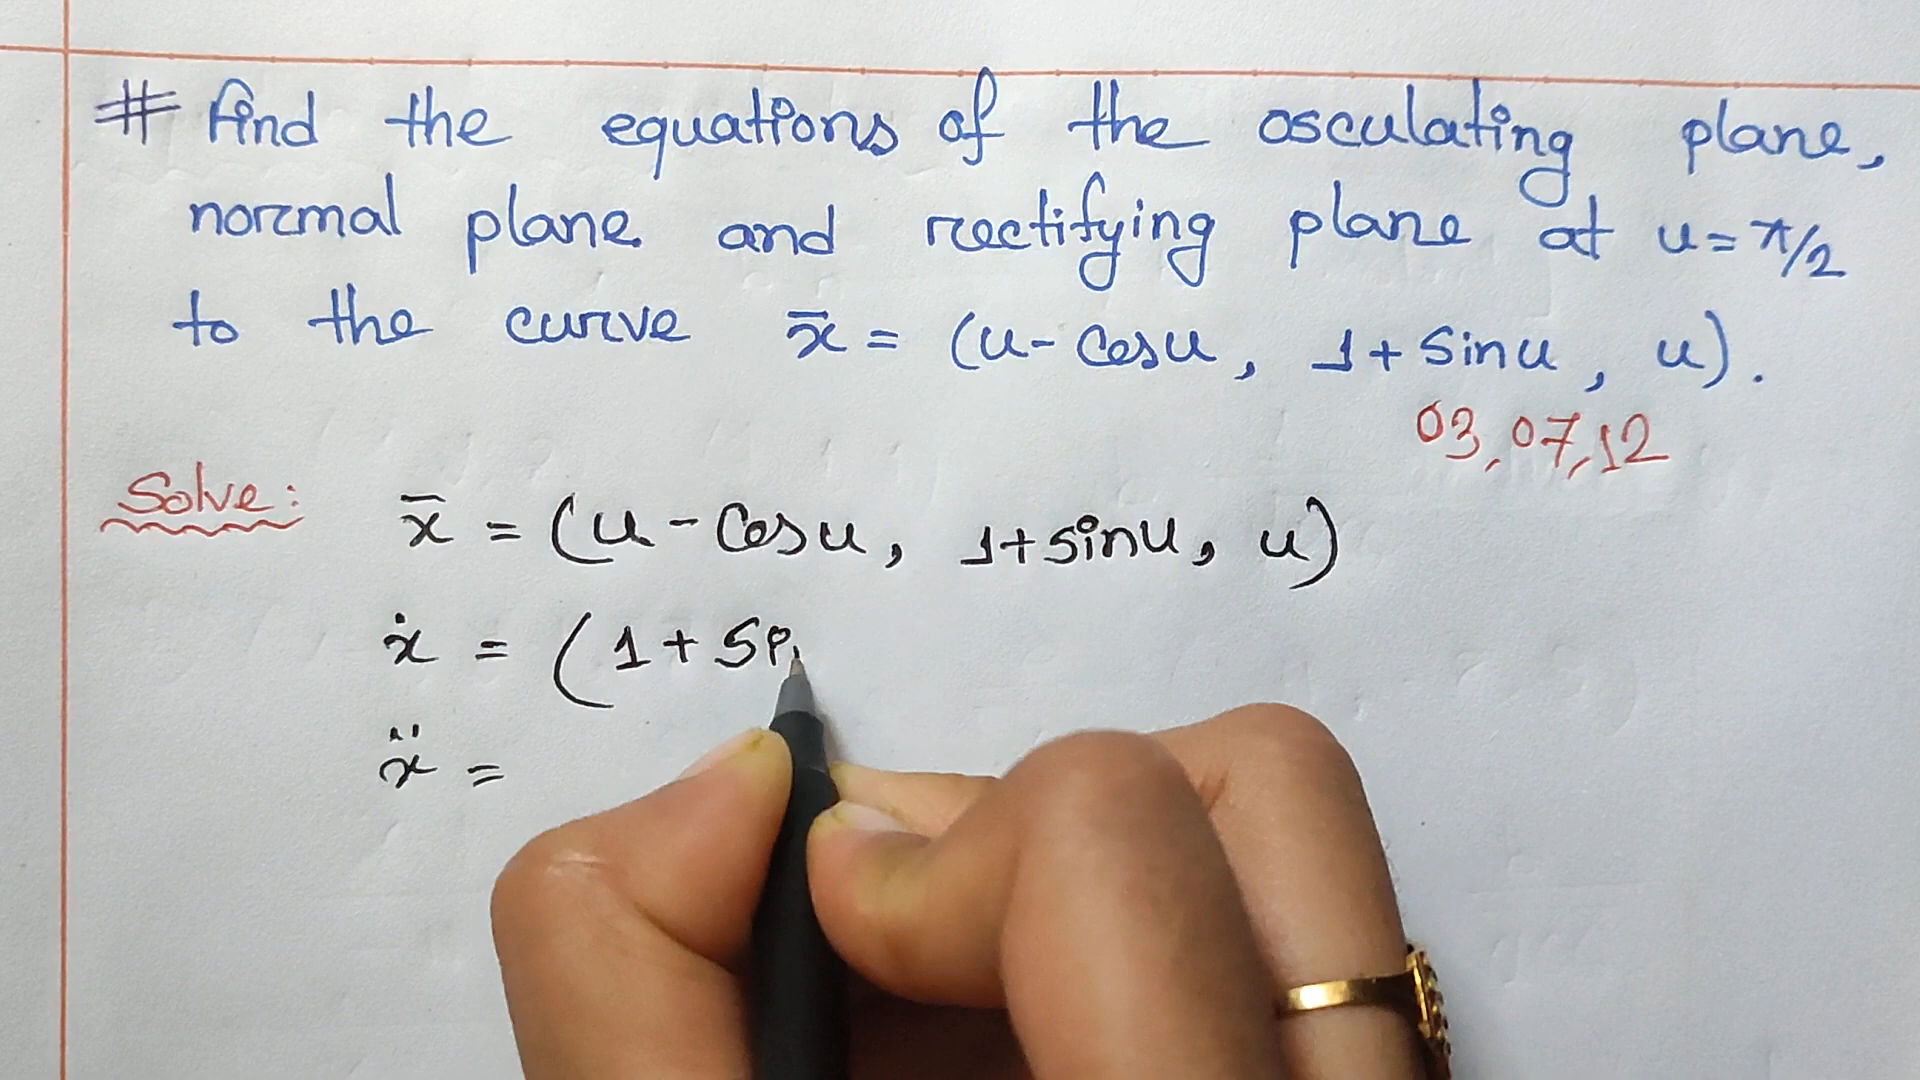 # find the equations of the osculating plane,
normal plane and rectifying plane at u = π/2
to the curve x̄ = (u - cosu, 1 + sinu, u).
03, 07, 12
Solve: x̄ = (u - cosu, 1 + sinu, u)
ẋ = (1 + si
ẍ =